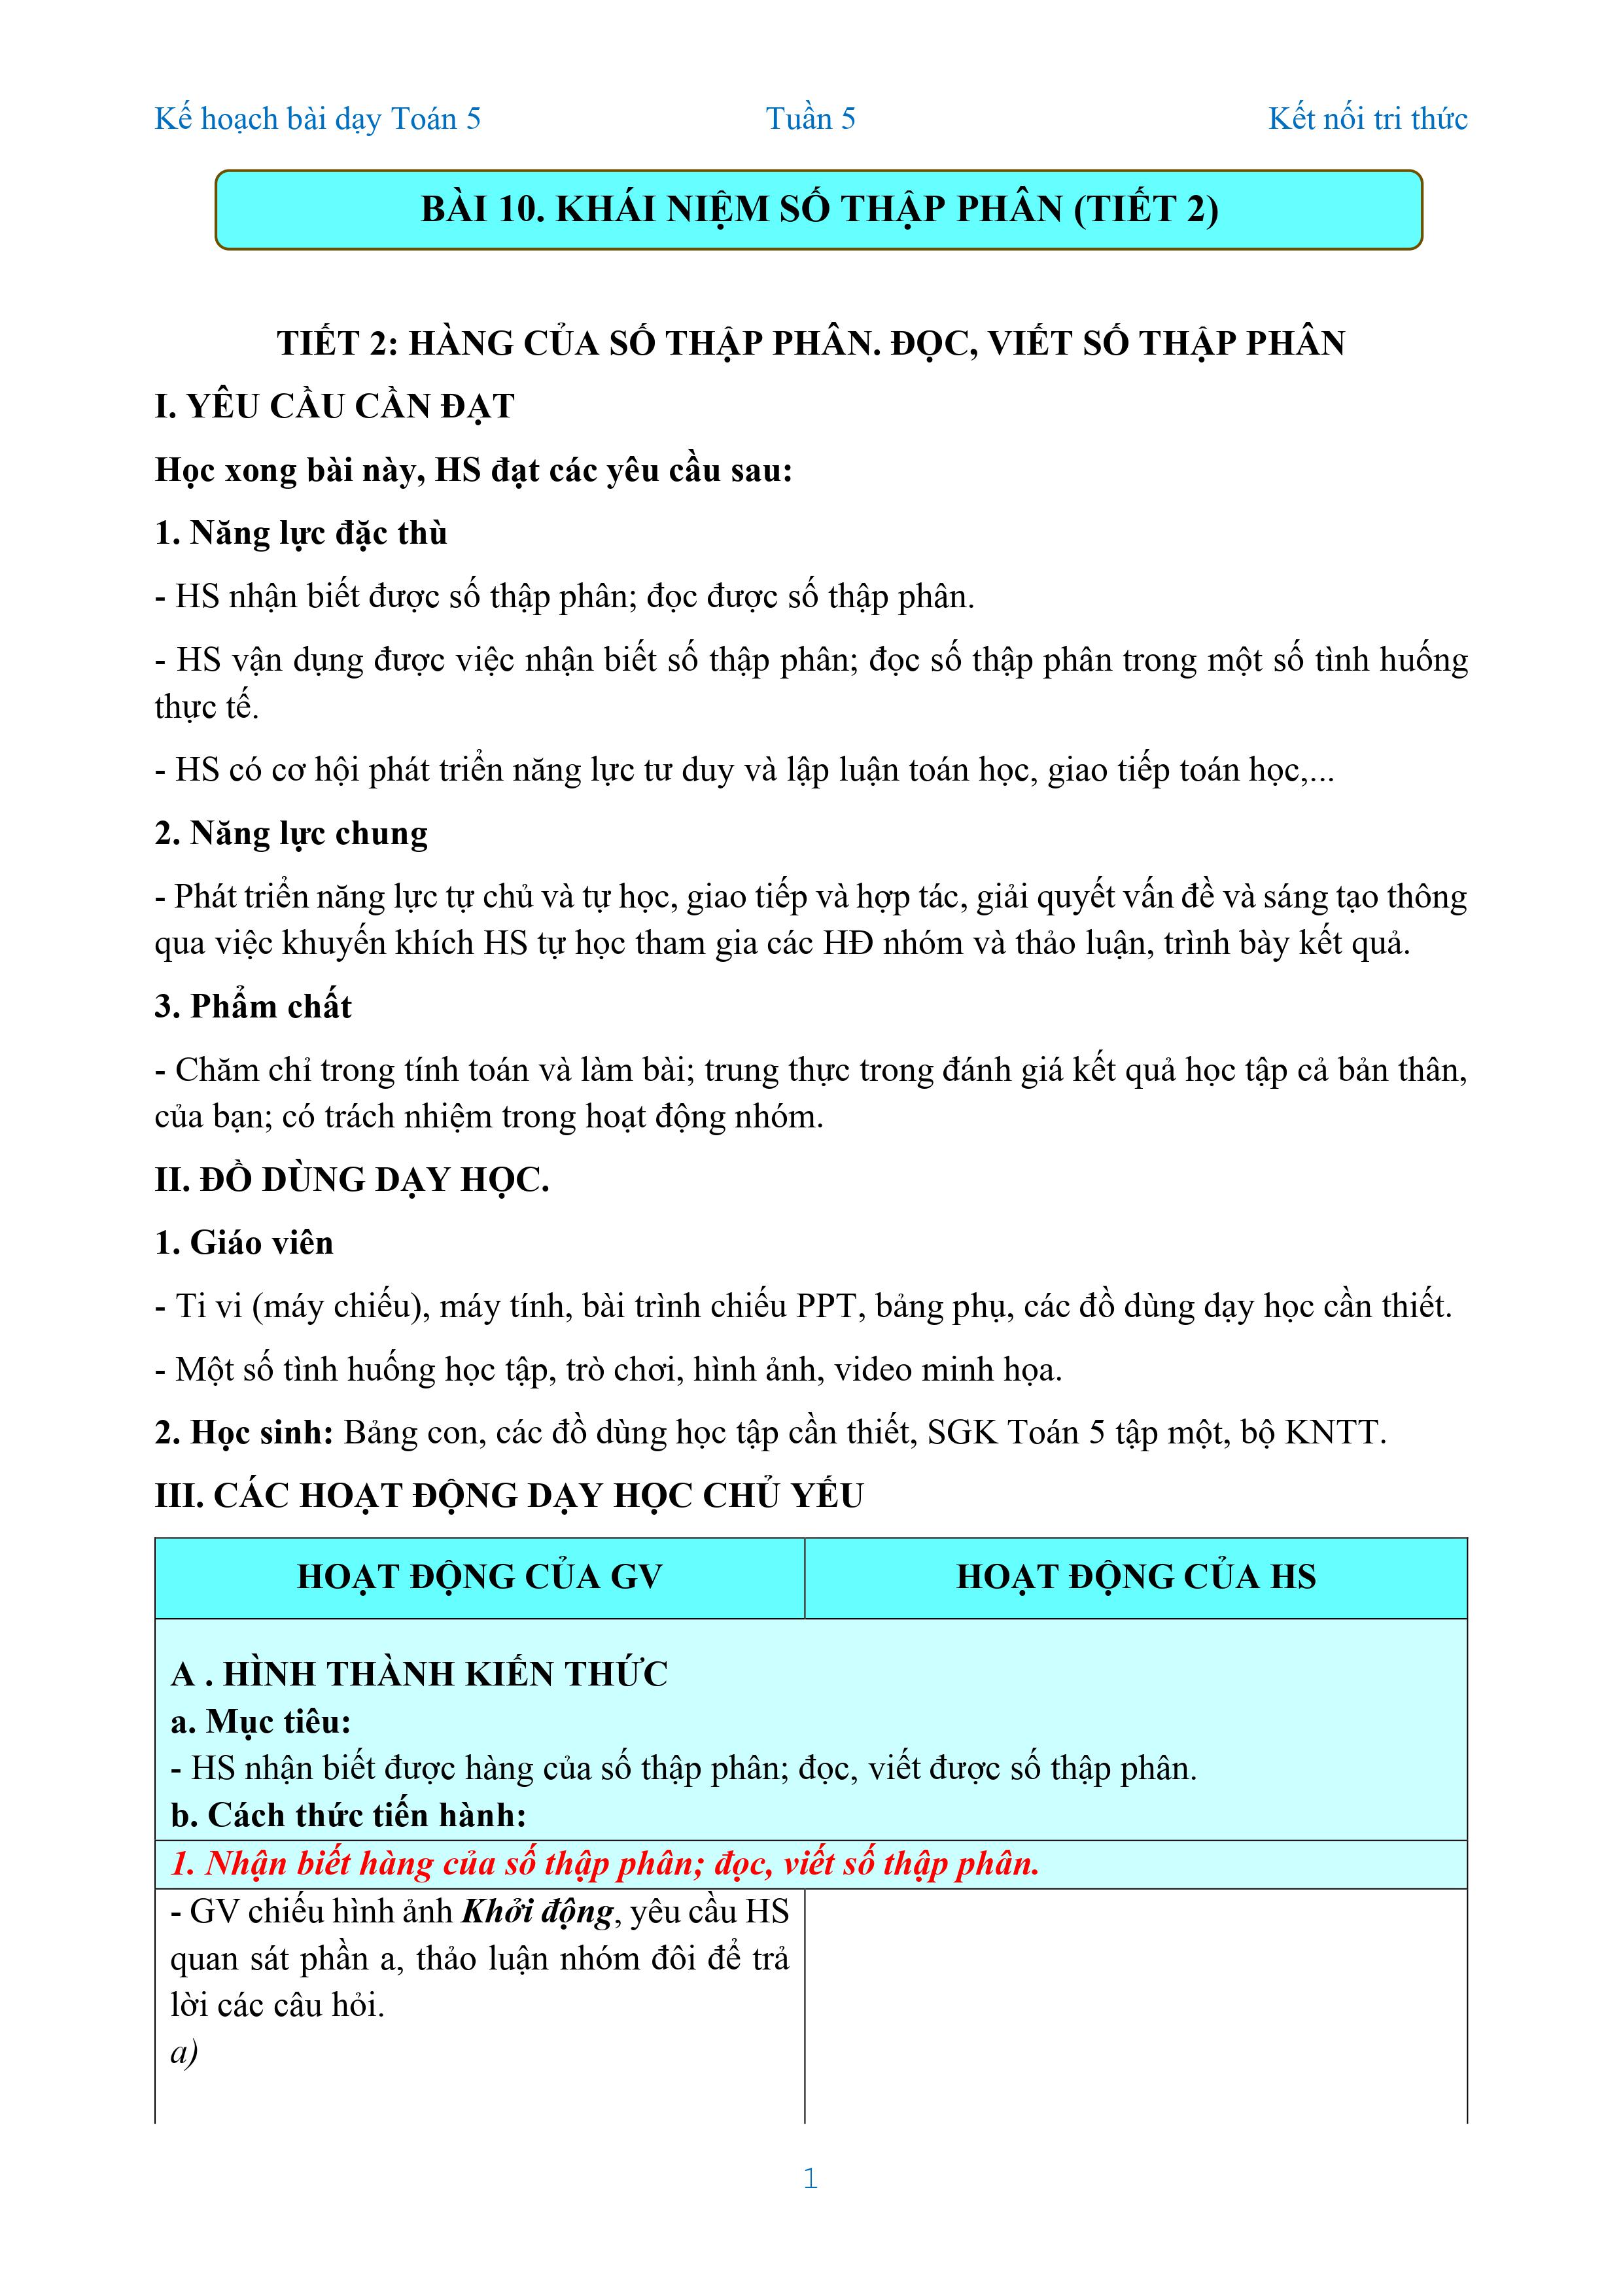 Kế hoạch bài dạy Toán 5 Tuần 5 Kết nối tri thức
BÀI 10. KHÁI NIỆM SỐ THẬP PHÂN (TIẾT 2)
TIẾT 2: HÀNG CỦA SỐ THẬP PHÂN. ĐỌC, VIẾT SỐ THẬP PHÂN
I. YÊU CẦU CẦN ĐẠT
Học xong bài này, HS đạt các yêu cầu sau:
1. Năng lực đặc thù
- HS nhận biết được số thập phân; đọc được số thập phân.
- HS vận dụng được việc nhận biết số thập phân; đọc số thập phân trong một số tình huống
thực tế.
- HS có cơ hội phát triển năng lực tư duy và lập luận toán học, giao tiếp toán học,...
2. Năng lực chung
- Phát triển năng lực tự chủ và tự học, giao tiếp và hợp tác, giải quyết vấn đề và sáng tạo thông
qua việc khuyến khích HS tự học tham gia các HĐ nhóm và thảo luận, trình bày kết quả.
3. Phẩm chất
- Chăm chỉ trong tính toán và làm bài; trung thực trong đánh giá kết quả học tập cả bản thân,
của bạn; có trách nhiệm trong hoạt động nhóm.
II. ĐỒ DÙNG DẠY HỌC.
1. Giáo viên
- Ti vi (máy chiếu), máy tính, bài trình chiếu PPT, bảng phụ, các đồ dùng dạy học cần thiết.
- Một số tình huống học tập, trò chơi, hình ảnh, video minh họa.
2. Học sinh: Bảng con, các đồ dùng học tập cần thiết, SGK Toán 5 tập một, bộ KNTT.
III. CÁC HOẠT ĐỘNG DẠY HỌC CHỦ YẾU
HOẠT ĐỘNG CỦA GV HOẠT ĐỘNG CỦA HS
A . HÌNH THÀNH KIẾN THỨC
a. Mục tiêu:
- HS nhận biết được hàng của số thập phân; đọc, viết được số thập phân.
b. Cách thức tiến hành:
1. Nhận biết hàng của số thập phân; đọc, viết số thập phân.
- GV chiếu hình ảnh Khởi động, yêu cầu HS
quan sát phần a, thảo luận nhóm đôi để trả
lời các câu hỏi.
a)
1